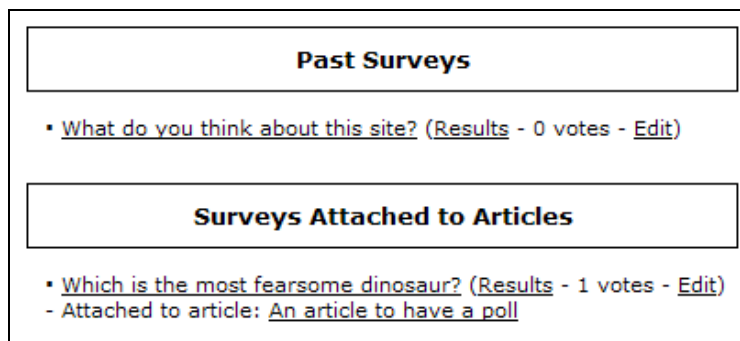 Past Surveys
▪ What do you think about this site? (Results - 0 votes - Edit)
Surveys Attached to Articles
▪ Which is the most fearsome dinosaur? (Results - 1 votes - Edit)
- Attached to article: An article to have a poll